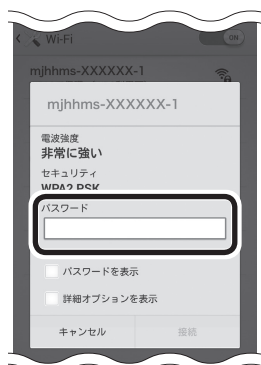 Wi-Fi
ON
mjhhms-XXXXXX-1
mjhhms-XXXXXX-1
電波強度
非常に強い
セキュリティ
WPA2 PSK
パスワード
パスワードを表示
詳細オプションを表示
キャンセル
接続